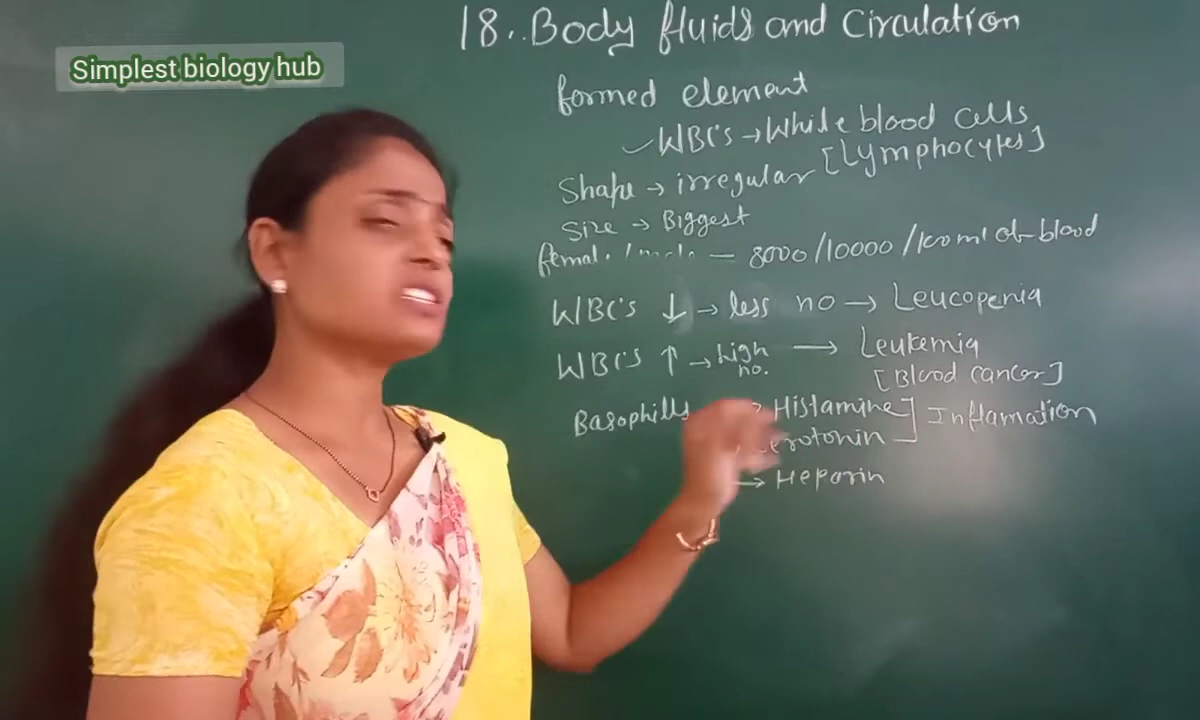 18..Body fluids and Circulation
Simplest biology hub
formed element
WBC's → White blood cells
[Lymphocytes]
Shape → irregular
Size → Biggest
— 8000/10000/100ml of blood
WBC's ↓ → less no → Leucopenia
WBC's ↑ → high no. → Leukemia
[Blood cancer]
Basophills → Histamine] Inflamation
→ Heparin